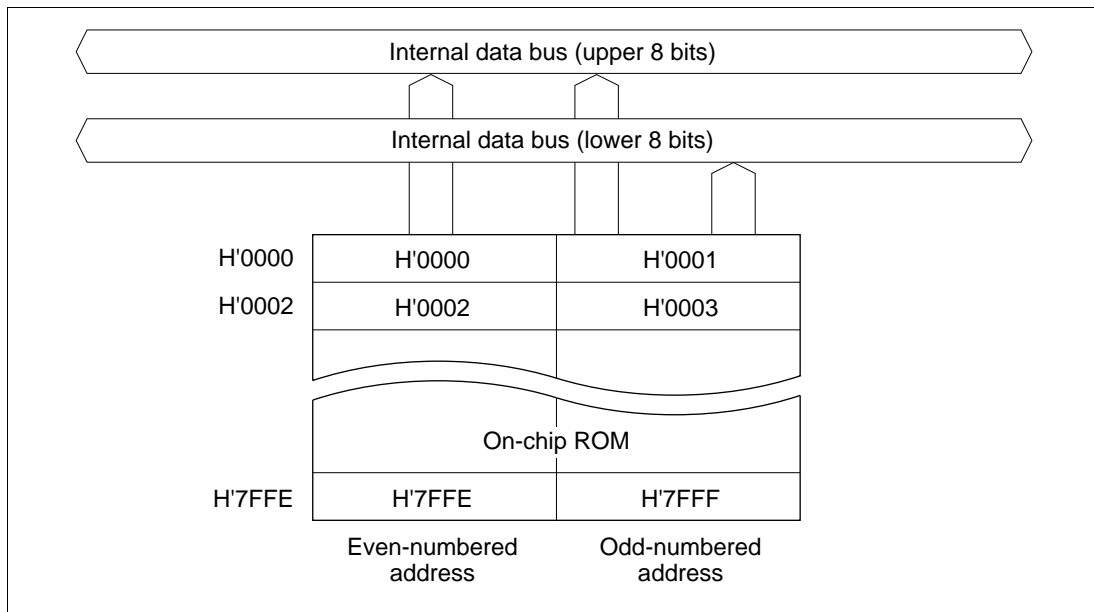 Internal data bus (upper 8 bits)
Internal data bus (lower 8 bits)
H'0000 H'0000 H'0001
H'0002 H'0002 H'0003
On-chip ROM
H'7FFE H'7FFE H'7FFF
Even-numbered address
Odd-numbered address